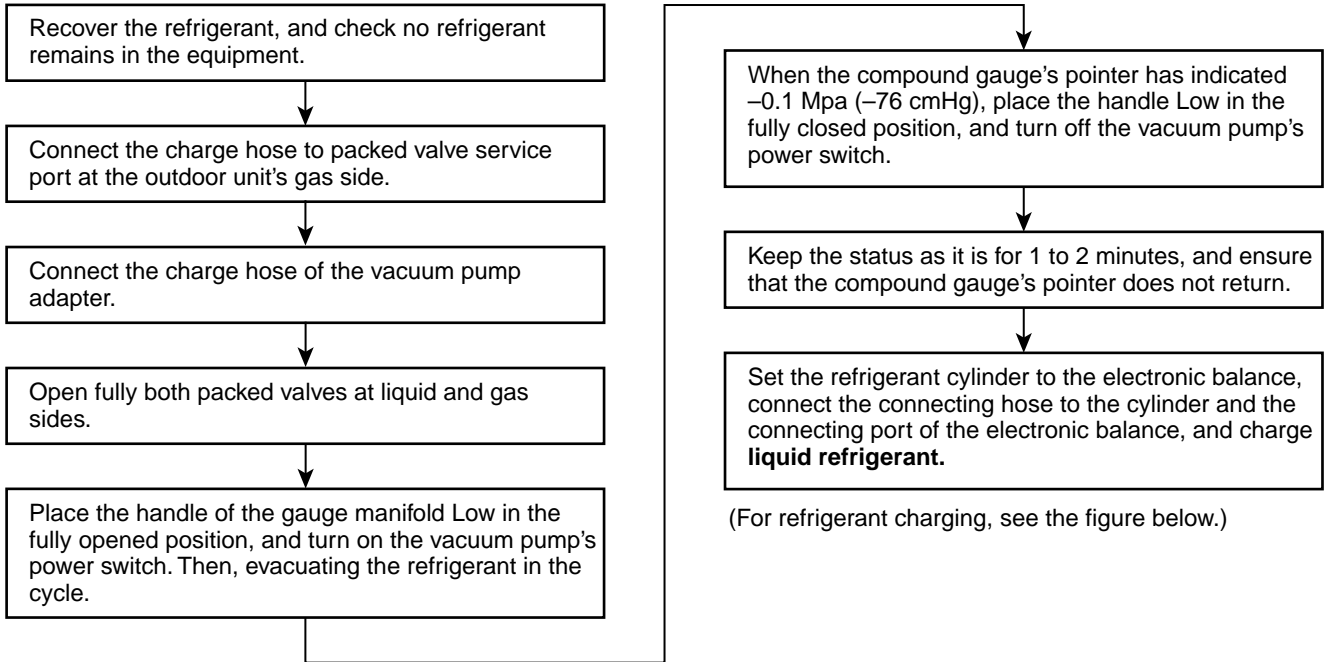 Recover the refrigerant, and check no refrigerant
remains in the equipment.
Connect the charge hose to packed valve service
port at the outdoor unit's gas side.
Connect the charge hose of the vacuum pump
adapter.
Open fully both packed valves at liquid and gas
sides.
Place the handle of the gauge manifold Low in the
fully opened position, and turn on the vacuum pump's
power switch. Then, evacuating the refrigerant in the
cycle.
When the compound gauge's pointer has indicated
–0.1 Mpa (–76 cmHg), place the handle Low in the
fully closed position, and turn off the vacuum pump's
power switch.
Keep the status as it is for 1 to 2 minutes, and ensure
that the compound gauge's pointer does not return.
Set the refrigerant cylinder to the electronic balance,
connect the connecting hose to the cylinder and the
connecting port of the electronic balance, and charge
liquid refrigerant.
(For refrigerant charging, see the figure below.)